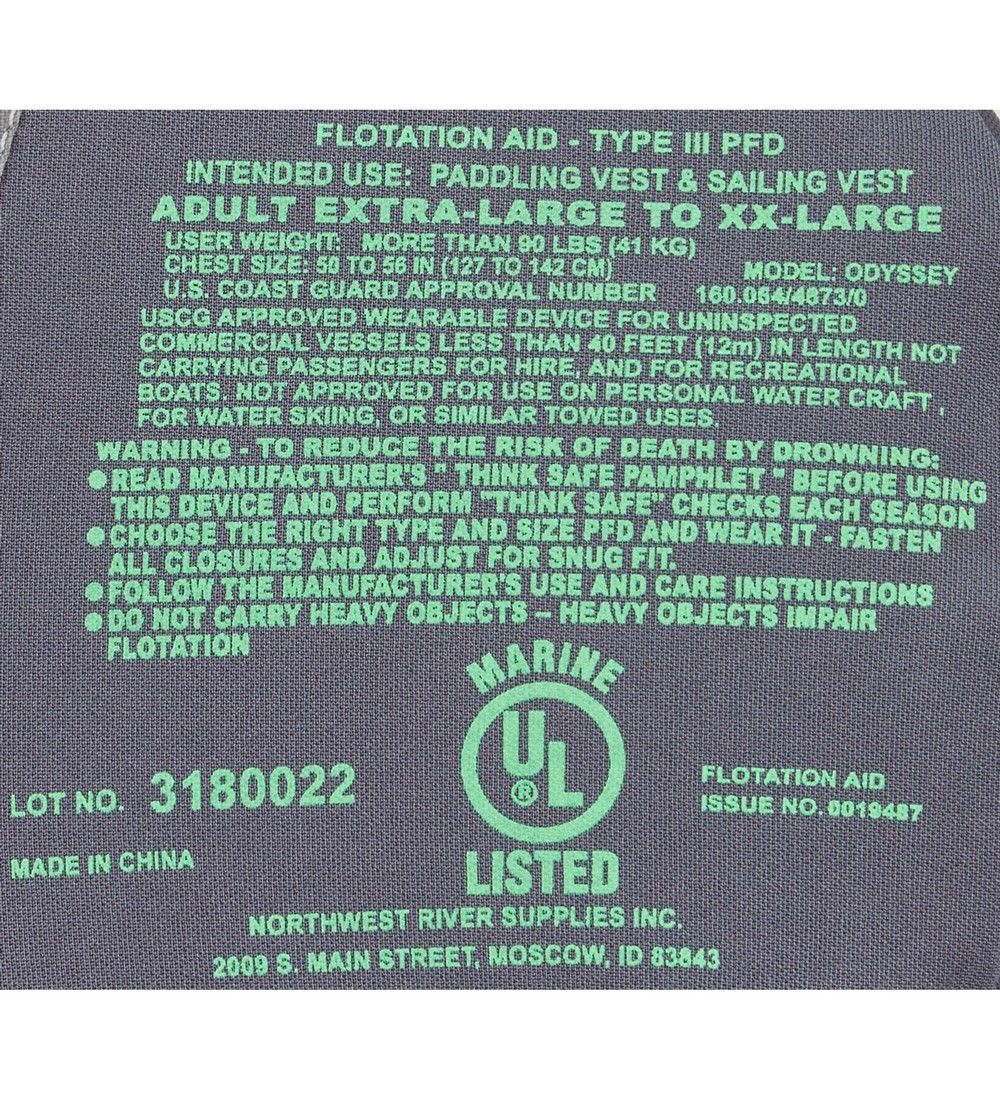 FLOTATION AID - TYPE III PFD
INTENDED USE: PADDLING VEST & SAILING VEST
ADULT EXTRA-LARGE TO XX-LARGE
USER WEIGHT: MORE THAN 90 LBS (41 KG)
CHEST SIZE: 50 TO 56 IN (127 TO 142 CM)
MODEL: ODYSSEY
U.S. COAST GUARD APPROVAL NUMBER 160.064/4673/0
USCG APPROVED WEARABLE DEVICE FOR UNINSPECTED
COMMERCIAL VESSELS LESS THAN 40 FEET (12m) IN LENGTH NOT
CARRYING PASSENGERS FOR HIRE, AND FOR RECREATIONAL
BOATS. NOT APPROVED FOR USE ON PERSONAL WATER CRAFT ,
FOR WATER SKIING, OR SIMILAR TOWED USES.
WARNING - TO REDUCE THE RISK OF DEATH BY DROWNING:
●READ MANUFACTURER'S " THINK SAFE PAMPHLET " BEFORE USING
THIS DEVICE AND PERFORM "THINK SAFE" CHECKS EACH SEASON
●CHOOSE THE RIGHT TYPE AND SIZE PFD AND WEAR IT - FASTEN
ALL CLOSURES AND ADJUST FOR SNUG FIT.
●FOLLOW THE MANUFACTURER'S USE AND CARE INSTRUCTIONS
●DO NOT CARRY HEAVY OBJECTS – HEAVY OBJECTS IMPAIR
FLOTATION
MARINE
UL®
LISTED
LOT NO. 3180022
FLOTATION AID
ISSUE NO. 0019487
MADE IN CHINA
NORTHWEST RIVER SUPPLIES INC.
2009 S. MAIN STREET, MOSCOW, ID 83843